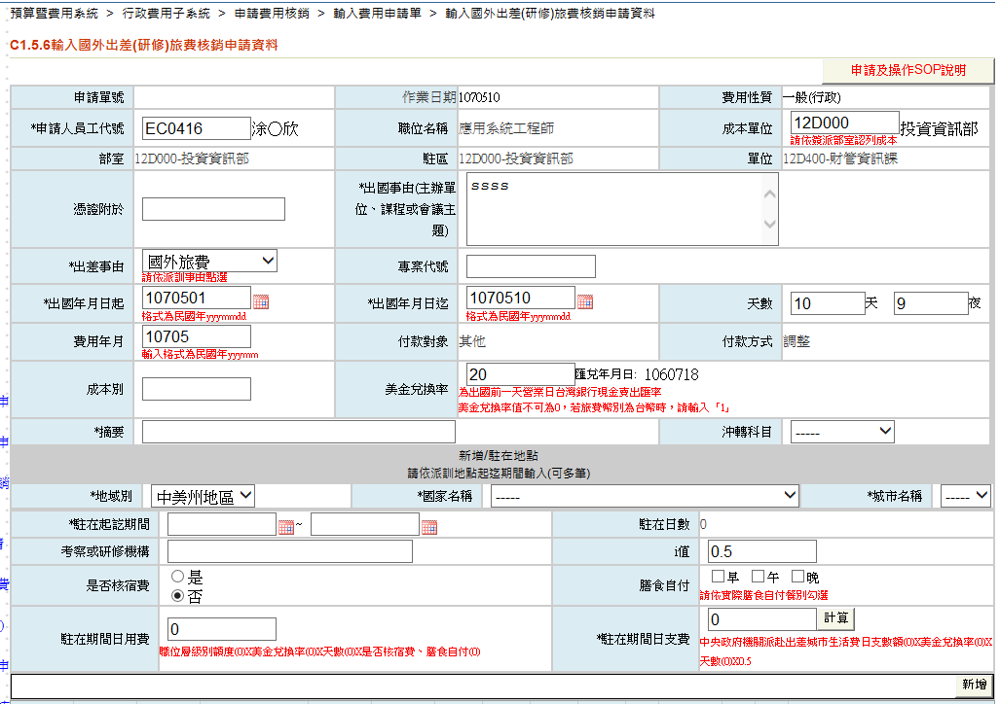 預算暨費用系統 > 行政費用子系統 > 申請費用核銷 > 輸入費用申請單 > 輸入國外出差(研修)旅費核銷申請資料
C1.5.6輸入國外出差(研修)旅費核銷申請資料
申請及操作SOP說明
申請單號 作業日期 1070510 費用性質 一般(行政)
*申請人員工代號 EC0416 涂〇欣 職位名稱 應用系統工程師 成本單位 12D000 投資資訊部
請依簽派部室認列成本
部室 12D000-投資資訊部 駐區 12D000-投資資訊部 單位 12D400-財管資訊課
憑證附於 *出國事由(主辦單位、課程或會議主題) ssss
*出差事由 國外旅費 專案代號
請依派訓事由點選
*出國年月日起 1070501 *出國年月日迄 1070510 天數 10 天 9 夜
格式為民國年yyymmdd 格式為民國年yyymmdd
費用年月 10705 付款對象 其他 付款方式 調整
輸入格式為民國年yyymm
成本別 美金兌換率 20 匯兌年月日: 1060718
為出國前一天營業日台灣銀行現金賣出匯率
美金兌換率值不可為0，若旅費幣別為台幣時，請輸入「1」
*摘要 沖轉科目 -----
新增/駐在地點
請依派訓地點起迄期間輸入(可多筆)
*地域別 中美州地區 *國家名稱 ----- *城市名稱 -----
*駐在起訖期間 ~ 駐在日數 0
考察或研修機構 i值 0.5
是否核宿費 是 膳食自付 早 午 晚
否 請依實際膳食自付餐別勾選
駐在期間日用費 0 *駐在期間日支費 0 計算
職位層級別額度(0)X美金兌換率(0)X天數(0)X是否核宿費、膳食自付(0) 中央政府機關派赴出差城市生活費日支數額(0)X美金兌換率(0)X
天數(0)X0.5
新增